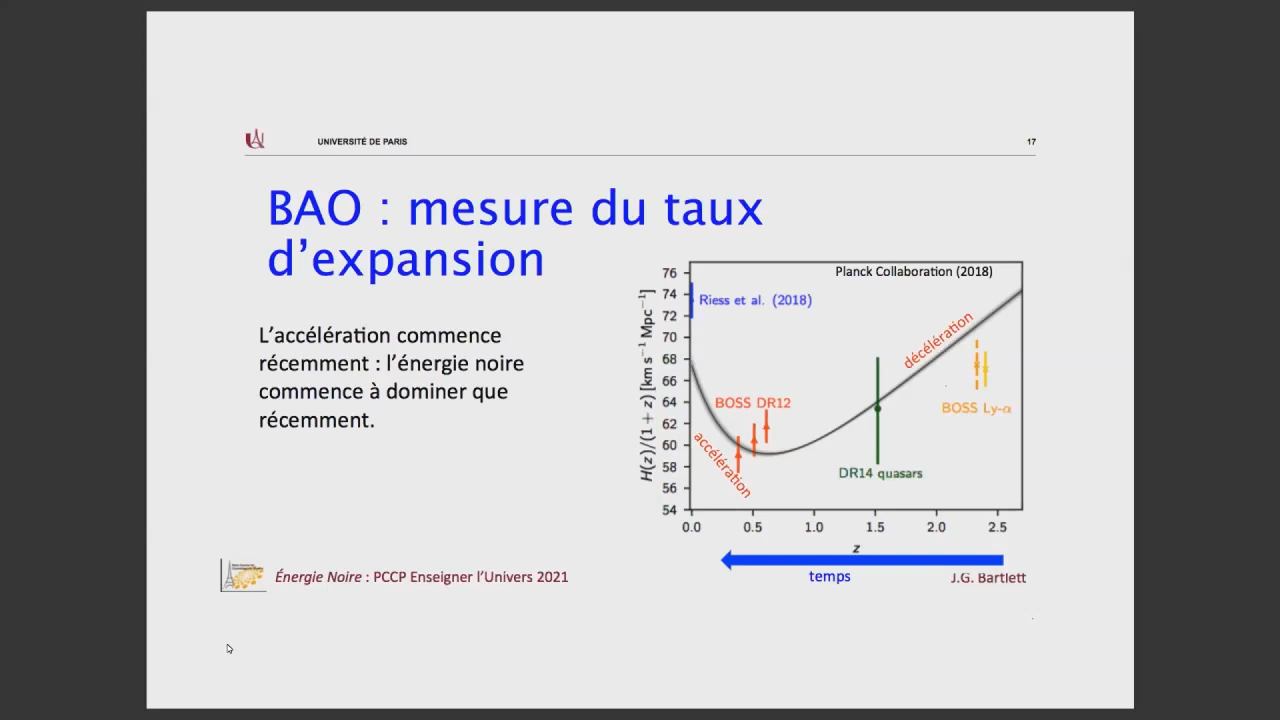 UNIVERSITÉ DE PARIS
17
BAO : mesure du taux
d’expansion
L’accélération commence
récemment : l’énergie noire
commence à dominer que
récemment.
Planck Collaboration (2018)
Riess et al. (2018)
décélération
BOSS DR12
BOSS Ly-α
accélération
DR14 quasars
H(z)/(1 + z) [km s⁻¹ Mpc⁻¹]
76
74
72
70
68
66
64
62
60
58
56
54
0.0 0.5 1.0 1.5 2.0 2.5
z
temps
Énergie Noire : PCCP Enseigner l’Univers 2021
J.G. Bartlett